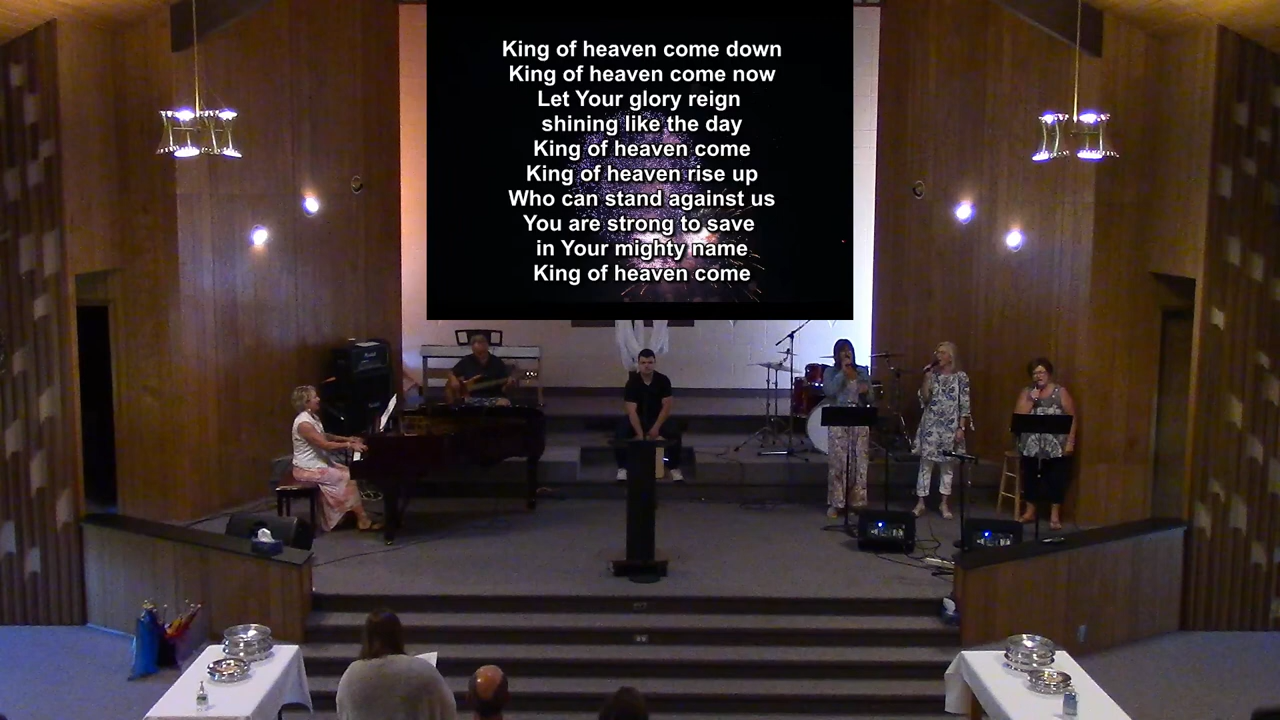 King of heaven come down
King of heaven come now
Let Your glory reign
shining like the day
King of heaven come
King of heaven rise up
Who can stand against us
You are strong to save
in Your mighty name
King of heaven come